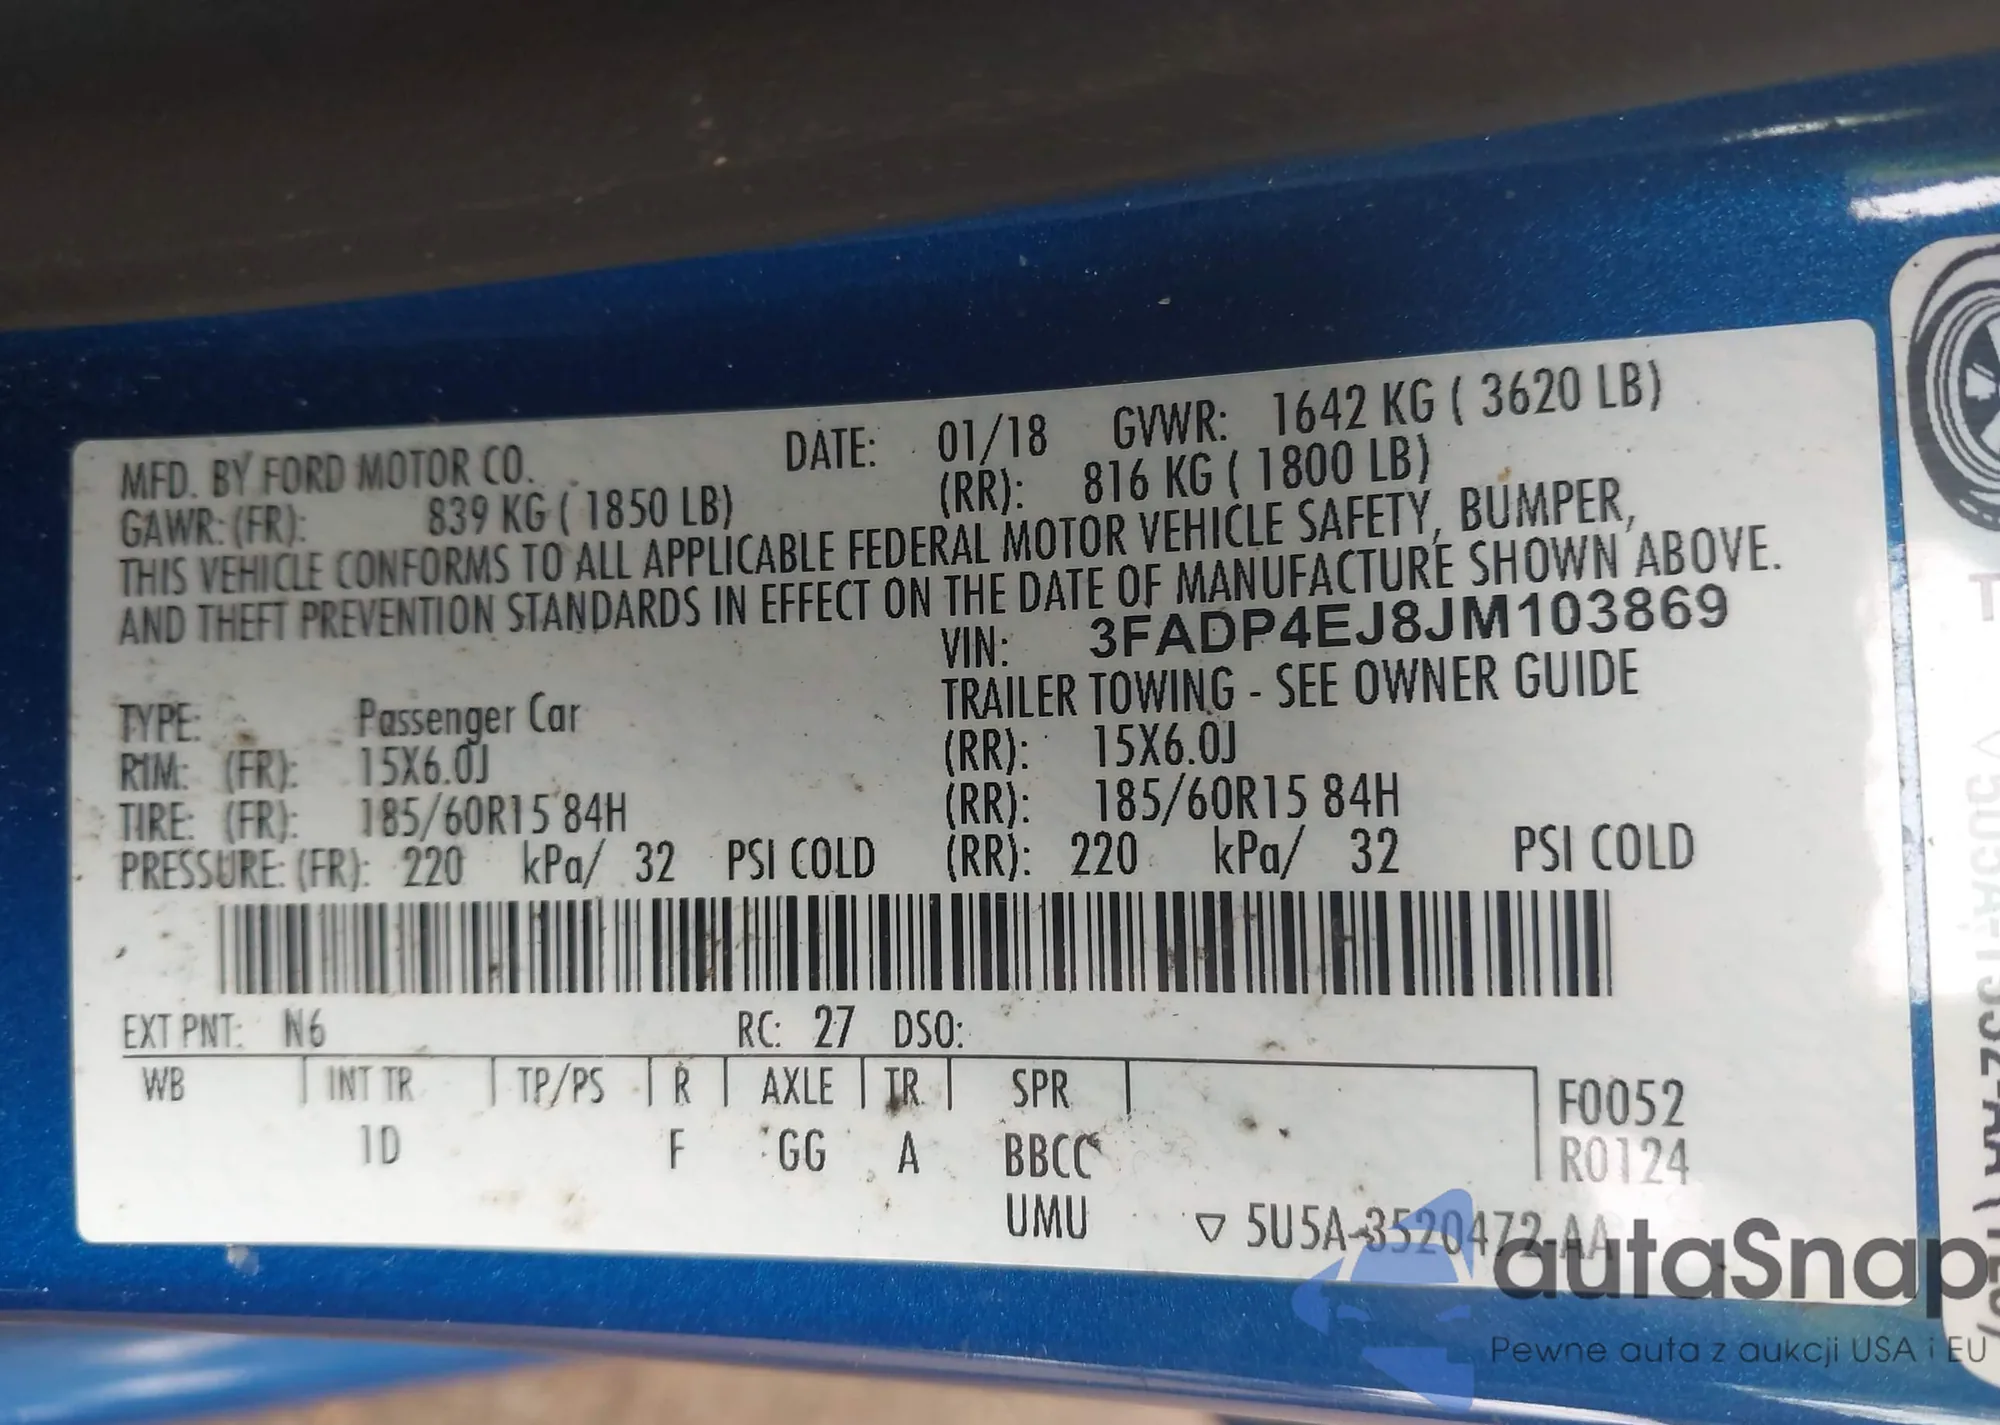 MFD. BY FORD MOTOR CO. DATE: 01/18 GVWR: 1642 KG ( 3620 LB)
GAWR: (FR): 839 KG ( 1850 LB) (RR): 816 KG ( 1800 LB)
THIS VEHICLE CONFORMS TO ALL APPLICABLE FEDERAL MOTOR VEHICLE SAFETY, BUMPER,
AND THEFT PREVENTION STANDARDS IN EFFECT ON THE DATE OF MANUFACTURE SHOWN ABOVE.
VIN: 3FADP4EJ8JM103869
TYPE: Passenger Car TRAILER TOWING - SEE OWNER GUIDE
RIM: (FR): 15X6.0J (RR): 15X6.0J
TIRE: (FR): 185/60R15 84H (RR): 185/60R15 84H
PRESSURE: (FR): 220 kPa/ 32 PSI COLD (RR): 220 kPa/ 32 PSI COLD
EXT PNT: N6 RC: 27 DSO:
WB INT TR TP/PS R AXLE TR SPR F0052
1D F GG A BBCC R0124
UMU ▽ 5U5A-3520472-AA
autaSnap
Pewne auta z aukcji USA i EU